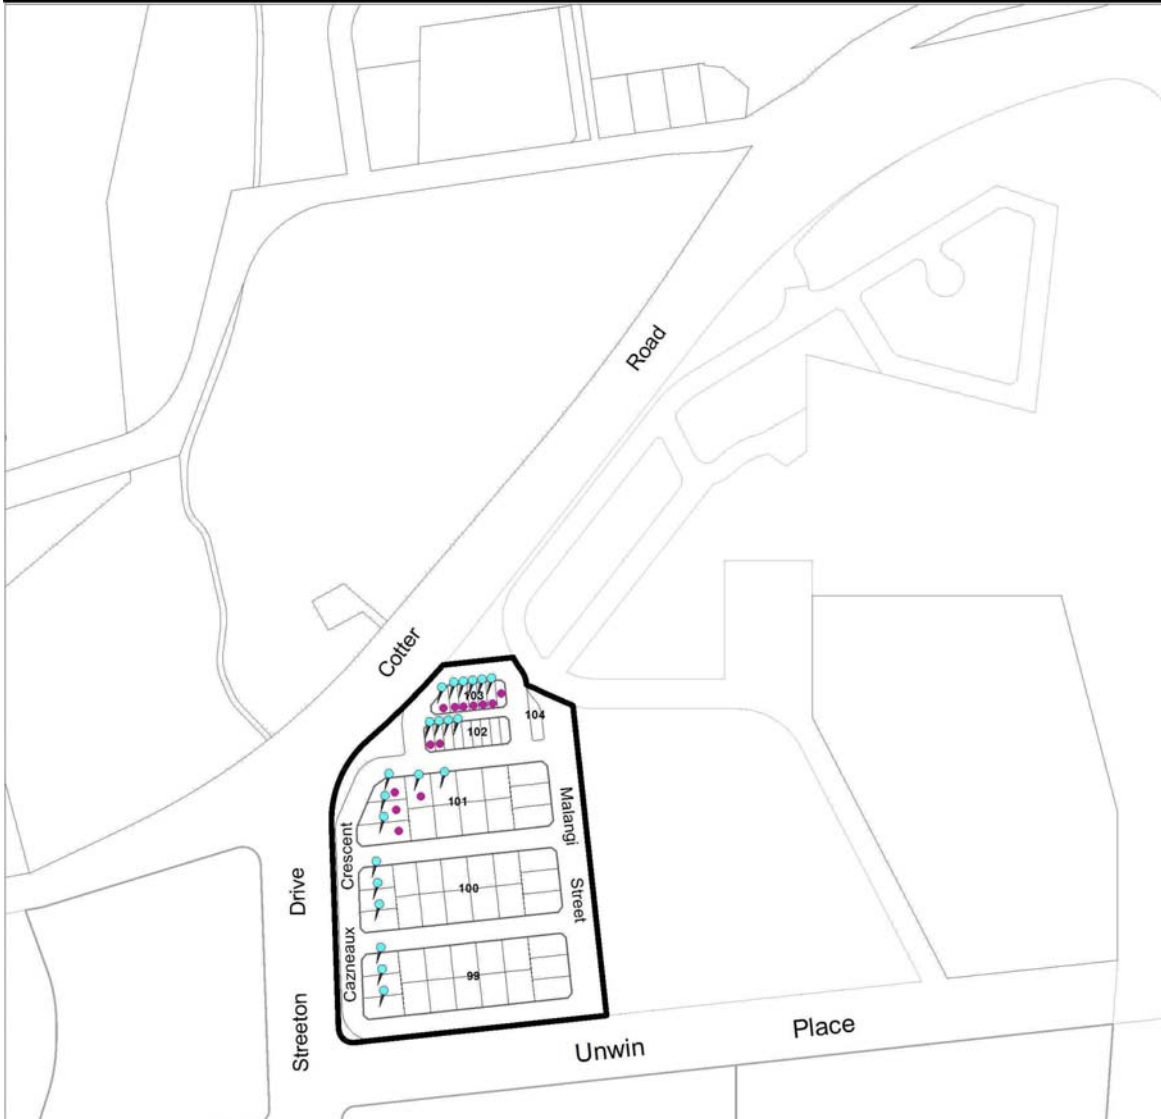 Road
Cotter
103
104
102
101
Malangi
Crescent
Drive
100
Street
Cazneaux
99
Streeton
Place
Unwin